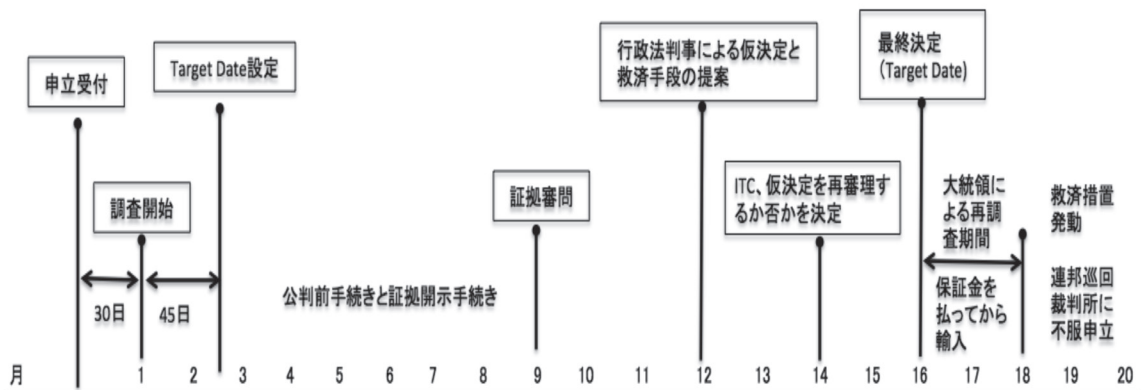 申立受付
Target Date設定
行政法判事による仮決定と
救済手段の提案
最終決定
（Target Date)
調査開始
証拠審問
ITC、仮決定を再審理す
るか否かを決定
大統領に
よる再調
査期間
救済措置
発動
30日
45日
公判前手続きと証拠開示手続き
保証金を
払ってから
輸入
連邦巡回
裁判所に
不服申立
月 1 2 3 4 5 6 7 8 9 10 11 12 13 14 15 16 17 18 19 20